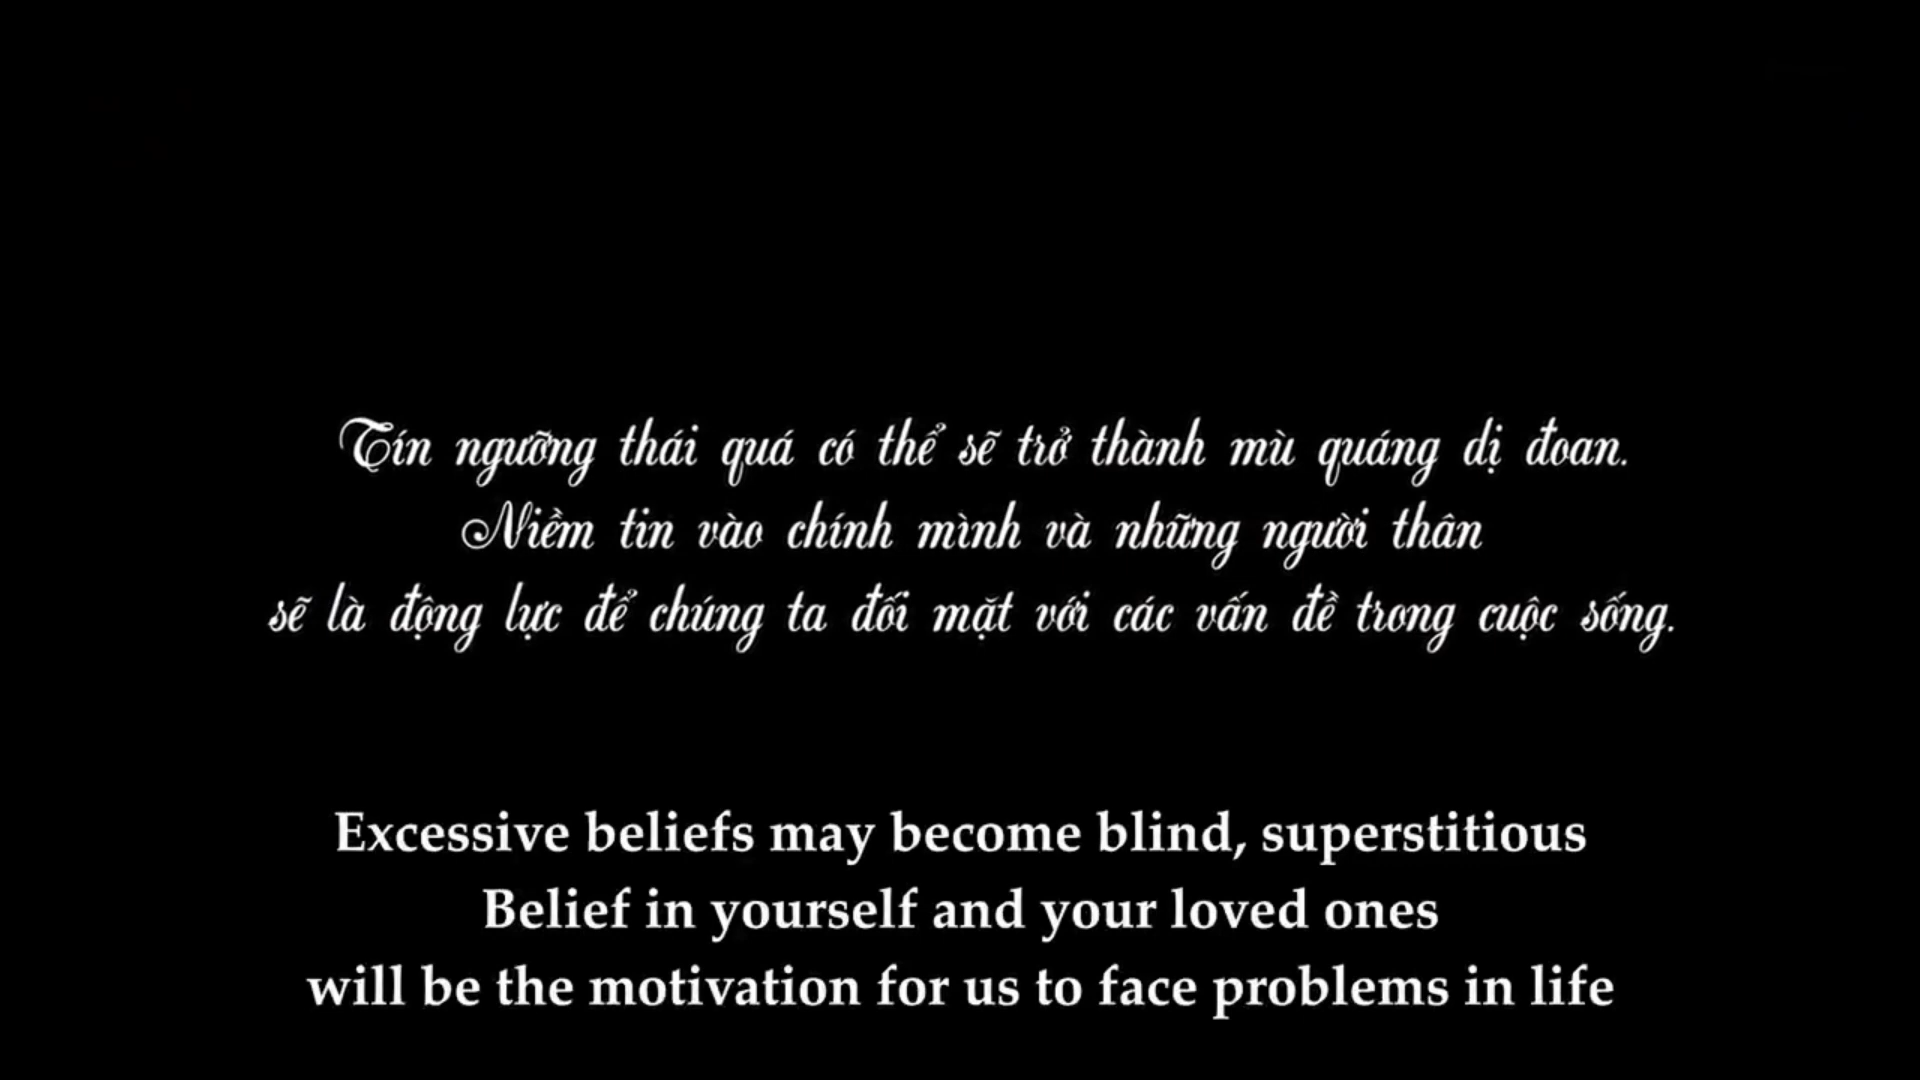 Tín ngưỡng thái quá có thể sẽ trở thành mù quáng dị đoan.
Niềm tin vào chính mình và những người thân
sẽ là động lực để chúng ta đối mặt với các vấn đề trong cuộc sống.
Excessive beliefs may become blind, superstitious
Belief in yourself and your loved ones
will be the motivation for us to face problems in life